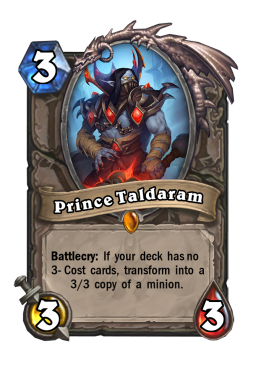 3
Prince Taldaram
Battlecry: If your deck has no
3- Cost cards, transform into a
3/3 copy of a minion.
3 3